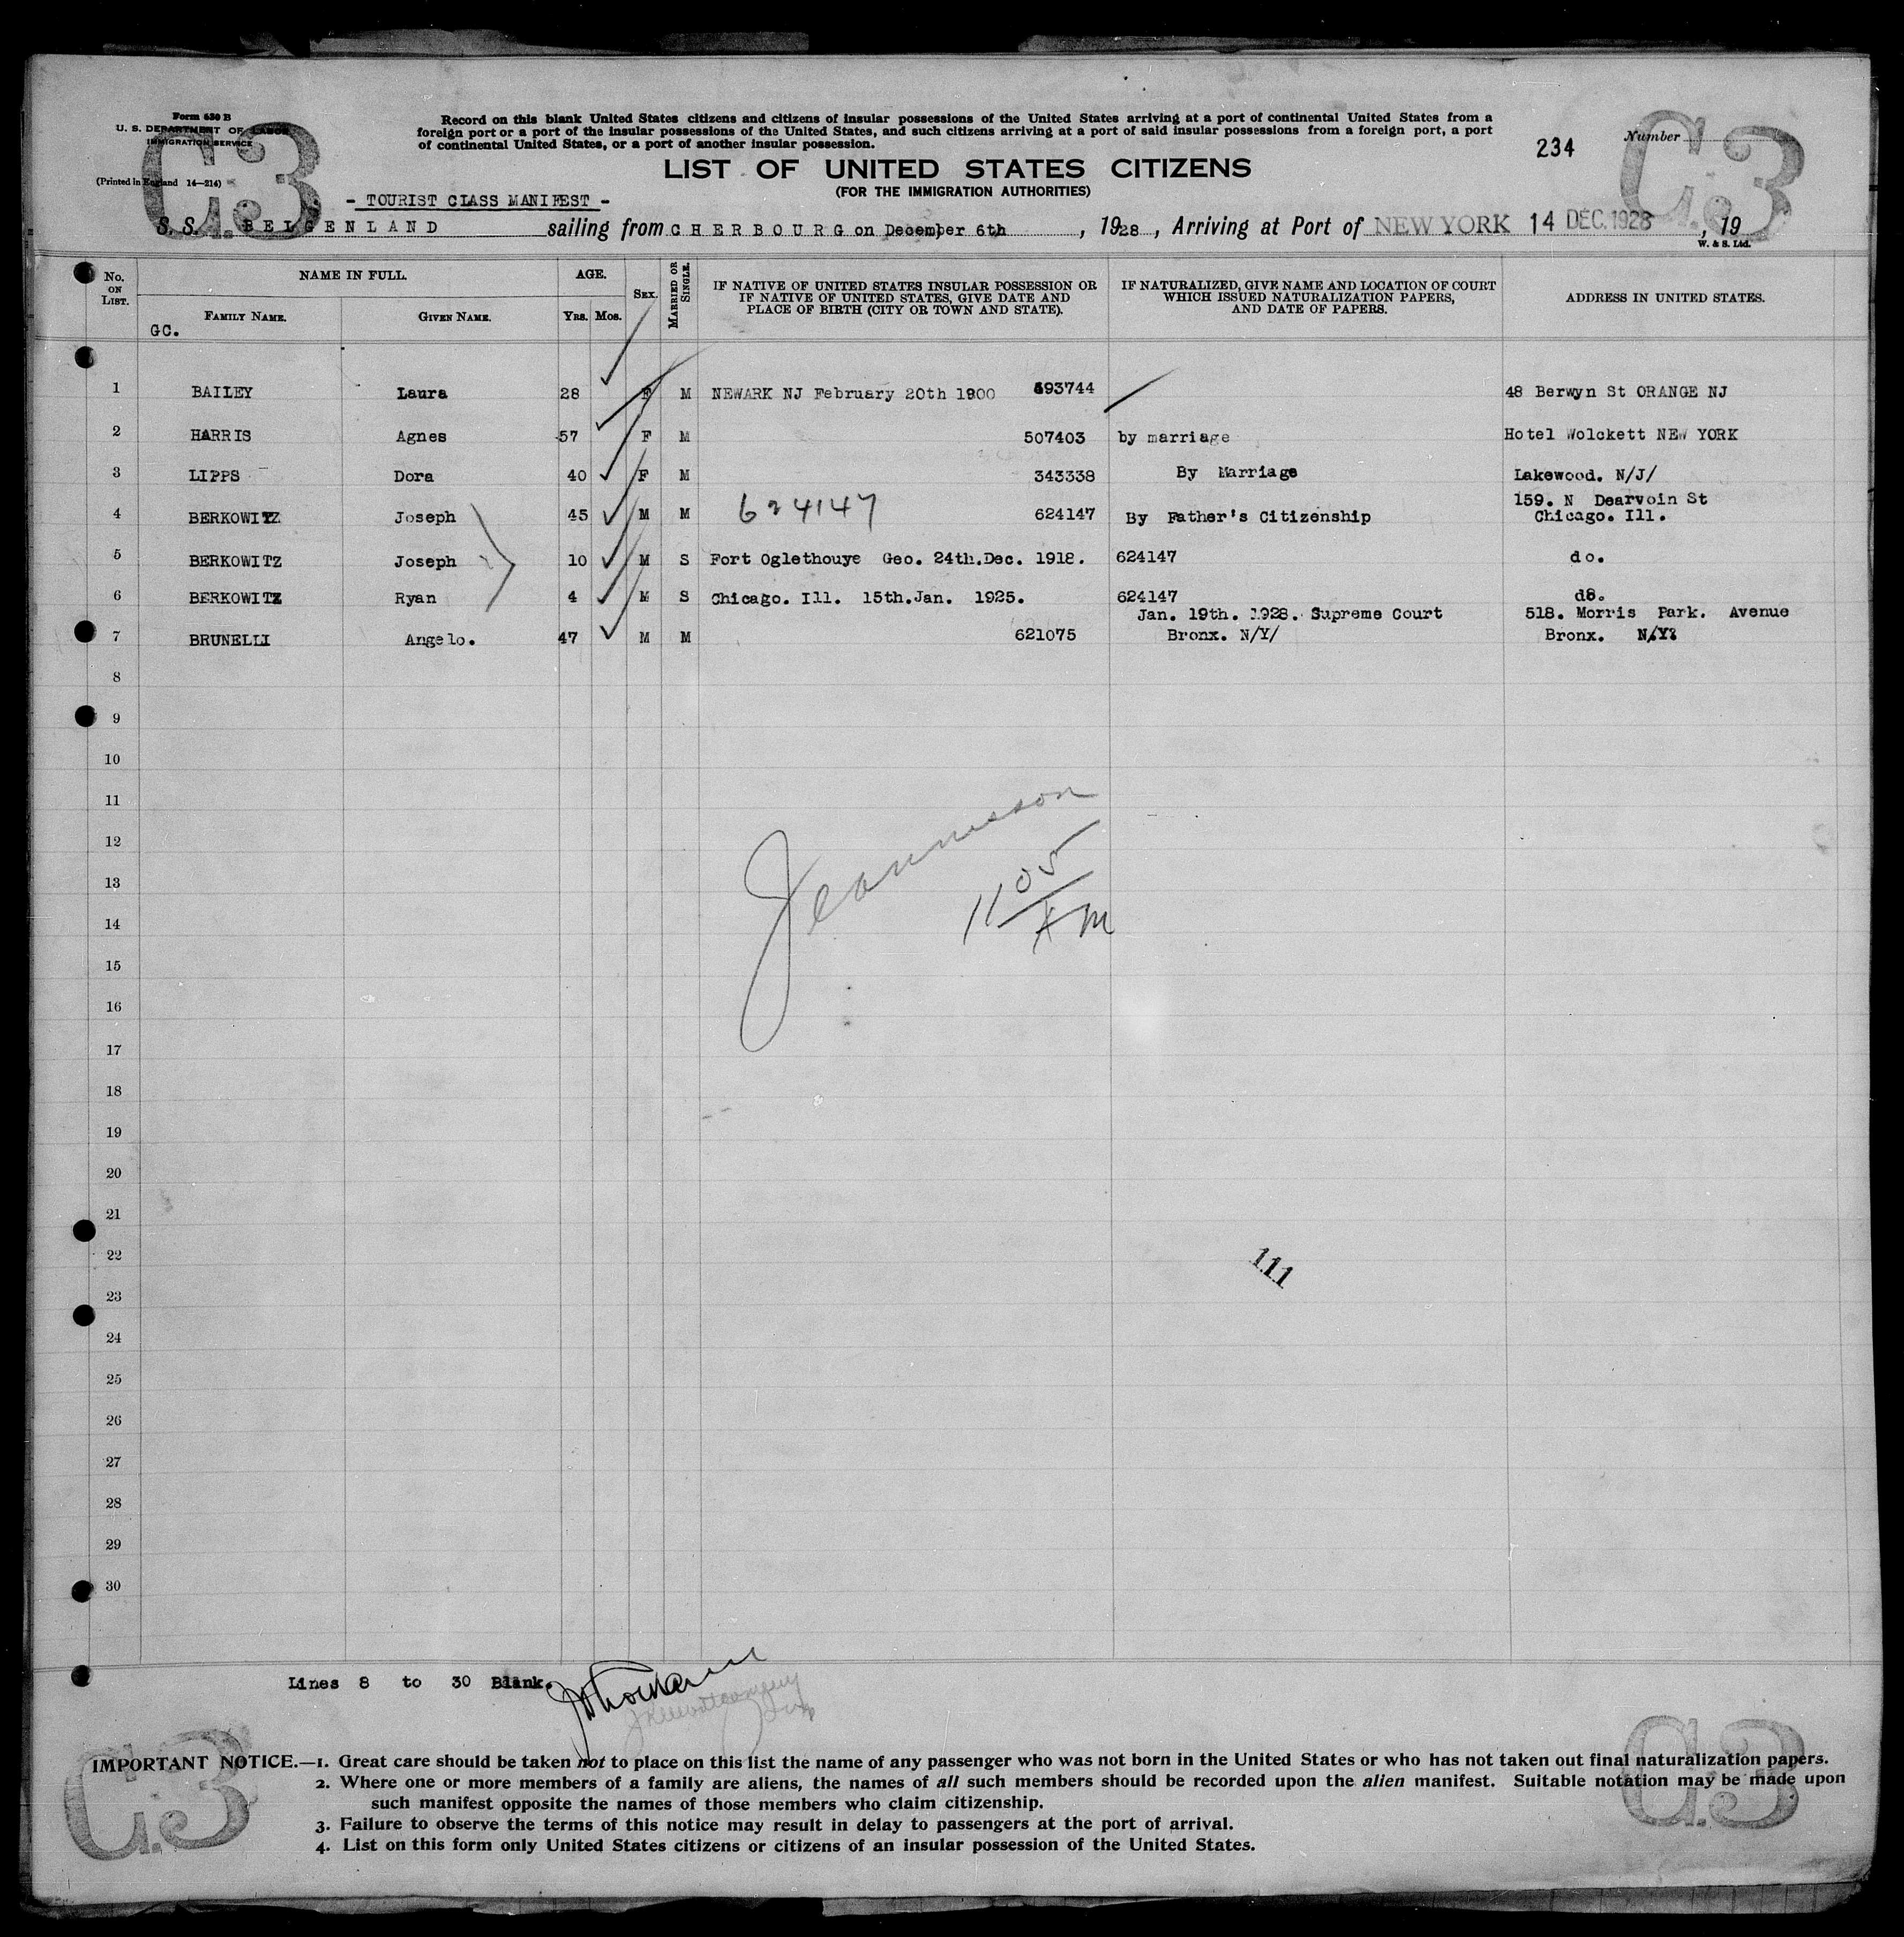 Form 630 B
U. S. DEPARTMENT OF LABOR
IMMIGRATION SERVICE
(Printed in England 14—214)
C.3
C.3
Record on this blank United States citizens and citizens of insular possessions of the United States arriving at a port of continental United States from a
foreign port or a port of the insular possessions of the United States, and such citizens arriving at a port of said insular possessions from a foreign port, a port
of continental United States, or a port of another insular possession.
234
Number
LIST OF UNITED STATES CITIZENS
(FOR THE IMMIGRATION AUTHORITIES)
- TOURIST CLASS MANIFEST -
S. S. BELGENLAND sailing from CHERBOURG on December 6th, 1928, Arriving at Port of NEW YORK 14 DEC. 1928, 19
W. & S. Ltd.
No. ON LIST. NAME IN FULL. AGE. SEX. MARRIED OR SINGLE. IF NATIVE OF UNITED STATES INSULAR POSSESSION OR IF NATIVE OF UNITED STATES, GIVE DATE AND PLACE OF BIRTH (CITY OR TOWN AND STATE). IF NATURALIZED, GIVE NAME AND LOCATION OF COURT WHICH ISSUED NATURALIZATION PAPERS, AND DATE OF PAPERS. ADDRESS IN UNITED STATES.
FAMILY NAME. GIVEN NAME. YRS. MOS.
GC.
1 BAILEY Laura 28 F M NEWARK NJ February 20th 1900 493744 48 Berwyn St ORANGE NJ
2 HARRIS Agnes 57 F M 507403 by marriage Hotel Wolckett NEW YORK
3 LIPPS Dora 40 F M 343338 By Marriage Lakewood. N/J/
159. N Dearvoin St
4 BERKOWITZ Joseph 45 M M 624147 624147 By Father's Citizenship Chicago. Ill.
5 BERKOWITZ Joseph 10 M S Fort Oglethouye Geo. 24th.Dec. 1918. 624147 do.
6 BERKOWITZ Ryan 4 M S Chicago. Ill. 15th.Jan. 1925. 624147 do.
Jan. 19th. 1928. Supreme Court 518. Morris Park. Avenue
7 BRUNELLI Angelo. 47 M M 621075 Bronx. N/Y/ Bronx. N/Y/
8
9
10
11
12
13
14
15
16
17
18
19
20
21
22
23
24
25
26
27
28
29
30
1105
AM
111
Lines 8 to 30 Blank.
C.3
C.3
IMPORTANT NOTICE.—1. Great care should be taken not to place on this list the name of any passenger who was not born in the United States or who has not taken out final naturalization papers.
2. Where one or more members of a family are aliens, the names of all such members should be recorded upon the alien manifest. Suitable notation may be made upon
such manifest opposite the names of those members who claim citizenship.
3. Failure to observe the terms of this notice may result in delay to passengers at the port of arrival.
4. List on this form only United States citizens or citizens of an insular possession of the United States.